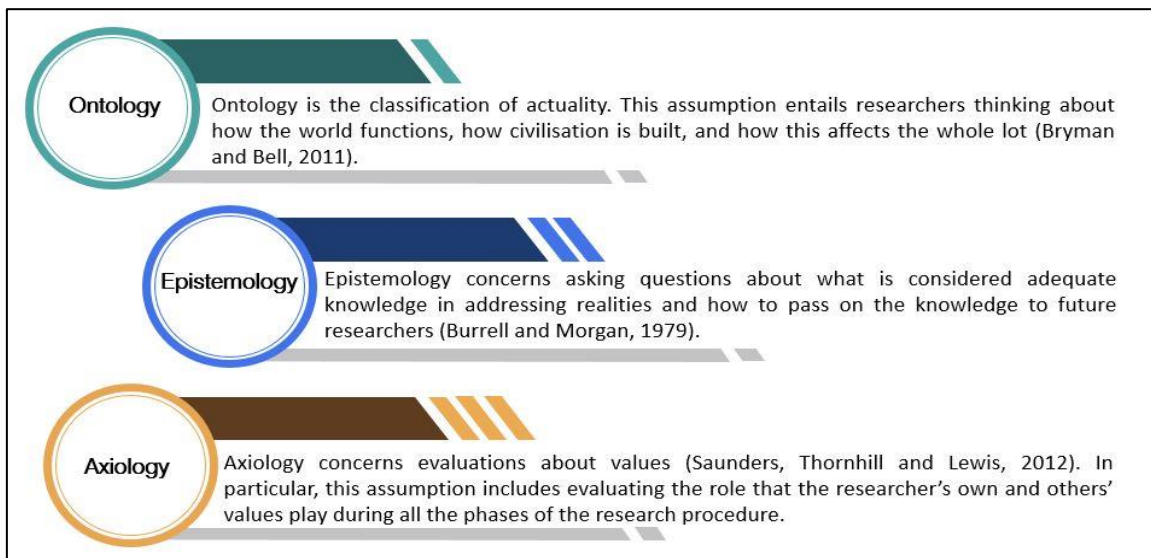 Ontology
Ontology is the classification of actuality. This assumption entails researchers thinking about
how the world functions, how civilisation is built, and how this affects the whole lot (Bryman
and Bell, 2011).
Epistemology
Epistemology concerns asking questions about what is considered adequate
knowledge in addressing realities and how to pass on the knowledge to future
researchers (Burrell and Morgan, 1979).
Axiology
Axiology concerns evaluations about values (Saunders, Thornhill and Lewis, 2012). In
particular, this assumption includes evaluating the role that the researcher’s own and others’
values play during all the phases of the research procedure.